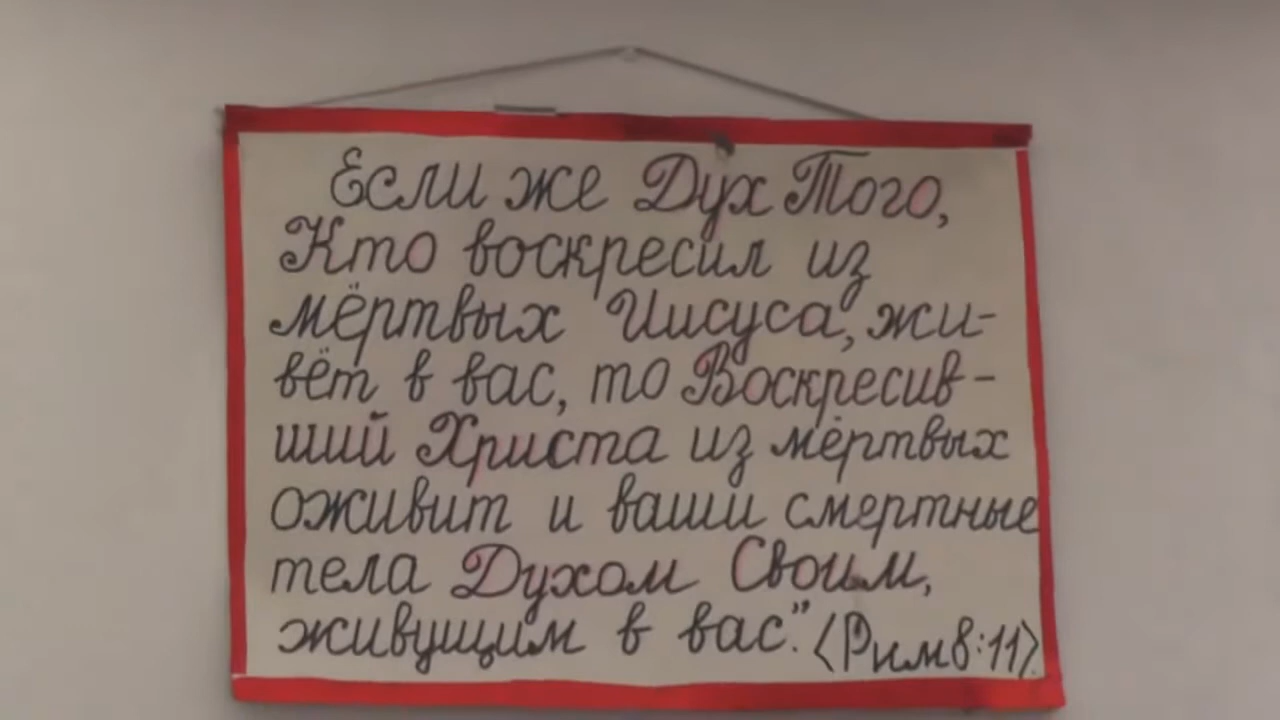 Если же Дух Того,
Кто воскресил из
мёртвых Иисуса, жи-
вёт в вас, то Воскресив-
ший Христа из мёртвых
оживит и ваши смертные
тела Духом Своим,
живущим в вас." (Рим 8:11).